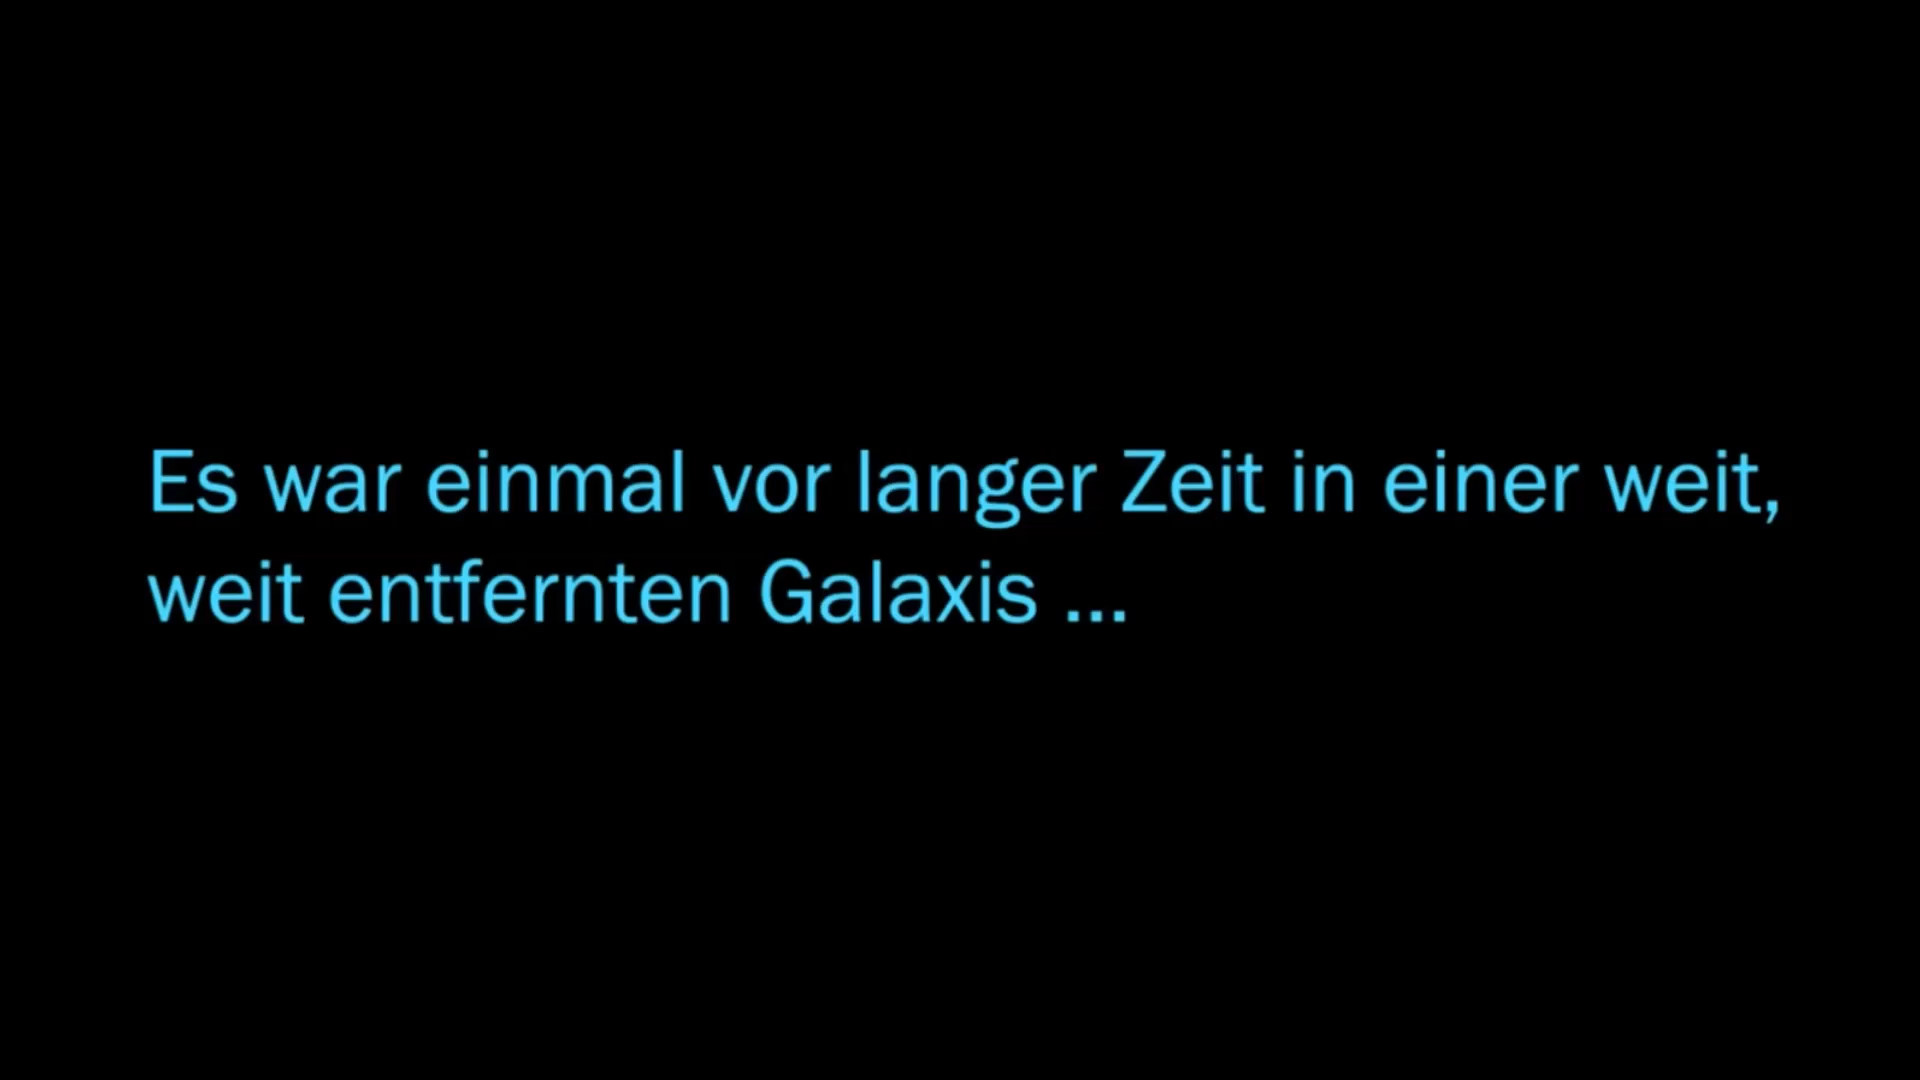 Es war einmal vor langer Zeit in einer weit,
weit entfernten Galaxis ...